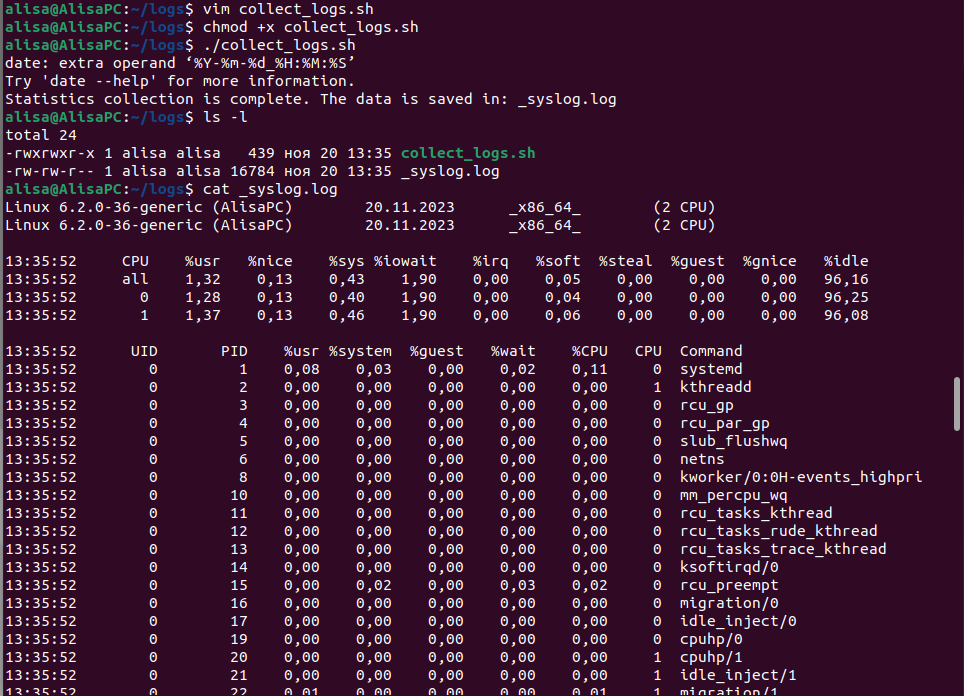 alisa@AlisaPC:~/logs$ vim collect_logs.sh
alisa@AlisaPC:~/logs$ chmod +x collect_logs.sh
alisa@AlisaPC:~/logs$ ./collect_logs.sh
date: extra operand ‘%Y-%m-%d_%H:%M:%S’
Try 'date --help' for more information.
Statistics collection is complete. The data is saved in: _syslog.log
alisa@AlisaPC:~/logs$ ls -l
total 24
-rwxrwxr-x 1 alisa alisa   439 ноя 20 13:35 collect_logs.sh
-rw-rw-r-- 1 alisa alisa 16784 ноя 20 13:35 _syslog.log
alisa@AlisaPC:~/logs$ cat _syslog.log
Linux 6.2.0-36-generic (AlisaPC)        20.11.2023      _x86_64_        (2 CPU)
Linux 6.2.0-36-generic (AlisaPC)        20.11.2023      _x86_64_        (2 CPU)
13:35:52     CPU    %usr   %nice    %sys %iowait    %irq   %soft  %steal  %guest  %gnice   %idle
13:35:52     all    1,32    0,13    0,43    1,90    0,00    0,05    0,00    0,00    0,00   96,16
13:35:52       0    1,28    0,13    0,40    1,90    0,00    0,04    0,00    0,00    0,00   96,25
13:35:52       1    1,37    0,13    0,46    1,90    0,00    0,06    0,00    0,00    0,00   96,08
13:35:52      UID       PID    %usr %system  %guest   %wait    %CPU   CPU  Command
13:35:52        0         1    0,08    0,03    0,00    0,02    0,11     0  systemd
13:35:52        0         2    0,00    0,00    0,00    0,00    0,00     1  kthreadd
13:35:52        0         3    0,00    0,00    0,00    0,00    0,00     0  rcu_gp
13:35:52        0         4    0,00    0,00    0,00    0,00    0,00     0  rcu_par_gp
13:35:52        0         5    0,00    0,00    0,00    0,00    0,00     0  slub_flushwq
13:35:52        0         6    0,00    0,00    0,00    0,00    0,00     0  netns
13:35:52        0         8    0,00    0,00    0,00    0,00    0,00     0  kworker/0:0H-events_highpri
13:35:52        0        10    0,00    0,00    0,00    0,00    0,00     0  mm_percpu_wq
13:35:52        0        11    0,00    0,00    0,00    0,00    0,00     0  rcu_tasks_kthread
13:35:52        0        12    0,00    0,00    0,00    0,00    0,00     0  rcu_tasks_rude_kthread
13:35:52        0        13    0,00    0,00    0,00    0,00    0,00     0  rcu_tasks_trace_kthread
13:35:52        0        14    0,00    0,00    0,00    0,00    0,00     0  ksoftirqd/0
13:35:52        0        15    0,00    0,02    0,00    0,03    0,02     0  rcu_preempt
13:35:52        0        16    0,00    0,00    0,00    0,00    0,00     0  migration/0
13:35:52        0        17    0,00    0,00    0,00    0,00    0,00     0  idle_inject/0
13:35:52        0        19    0,00    0,00    0,00    0,00    0,00     0  cpuhp/0
13:35:52        0        20    0,00    0,00    0,00    0,00    0,00     1  cpuhp/1
13:35:52        0        21    0,00    0,00    0,00    0,00    0,00     1  idle_inject/1
13:35:52        0        22    0,01    0,00    0,00    0,00    0,01     1  migration/1